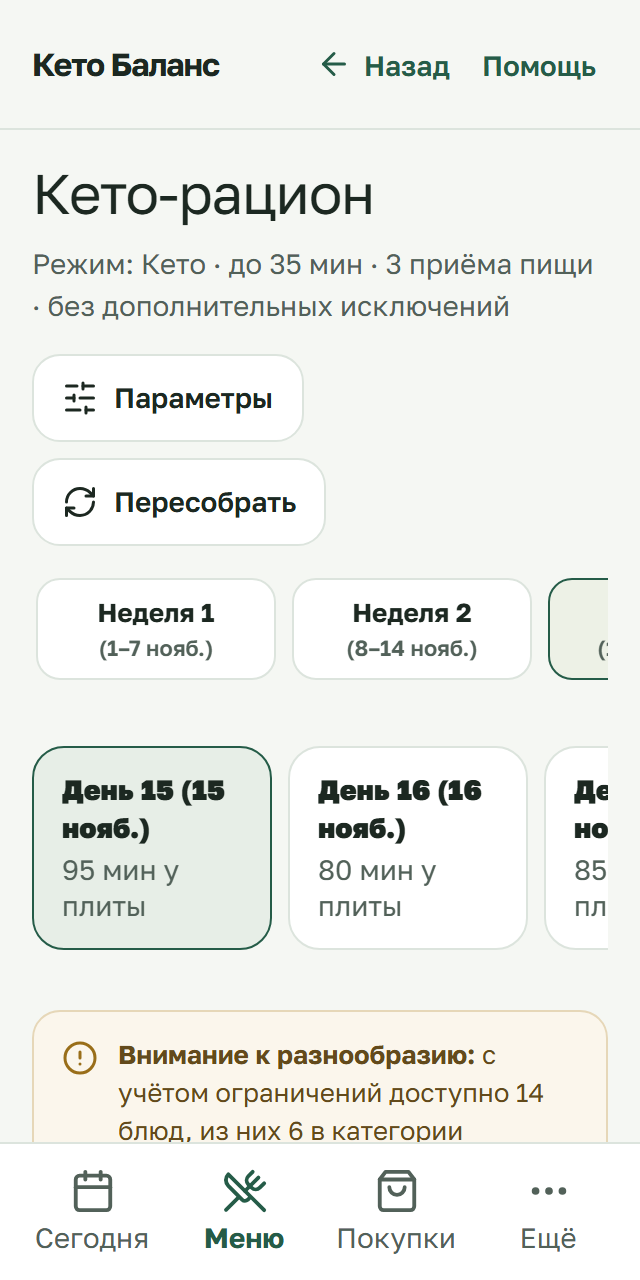 Кето Баланс
Назад
Помощь
Кето-рацион
Режим: Кето · до 35 мин · 3 приёма пищи
· без дополнительных исключений
Параметры
Пересобрать
Неделя 1
(1–7 нояб.)
Неделя 2
(8–14 нояб.)
День 15 (15
нояб.)
95 мин у
плиты
День 16 (16
нояб.)
80 мин у
плиты
85
Внимание к разнообразию: с
учётом ограничений доступно 14
блюд, из них 6 в категории
Сегодня
Меню
Покупки
Ещё